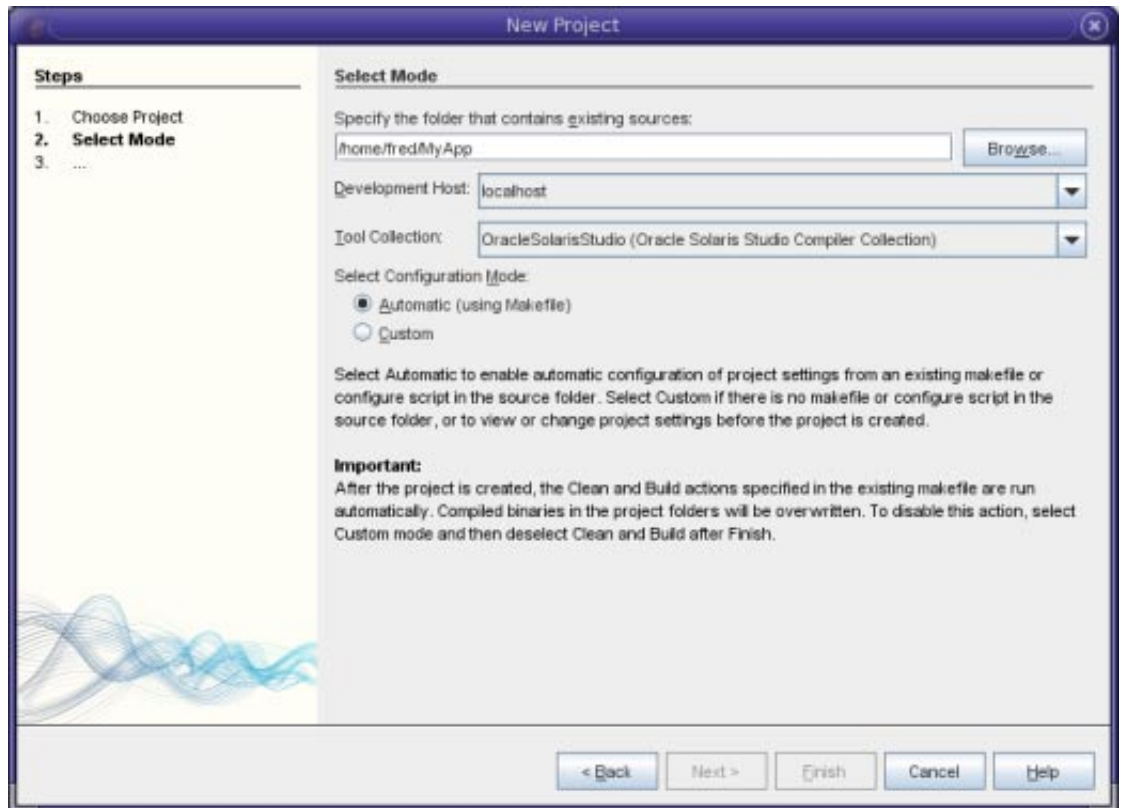 New Project
Steps
1. Choose Project
2. Select Mode
3. ...
Select Mode
Specify the folder that contains existing sources:
/home/fred/MyApp
Browse...
Development Host: localhost
Tool Collection: OracleSolarisStudio (Oracle Solaris Studio Compiler Collection)
Select Configuration Mode:
Automatic (using Makefile)
Custom
Select Automatic to enable automatic configuration of project settings from an existing makefile or
configure script in the source folder. Select Custom if there is no makefile or configure script in the
source folder, or to view or change project settings before the project is created.
Important:
After the project is created, the Clean and Build actions specified in the existing makefile are run
automatically. Compiled binaries in the project folders will be overwritten. To disable this action, select
Custom mode and then deselect Clean and Build after Finish.
< Back
Next >
Finish
Cancel
Help